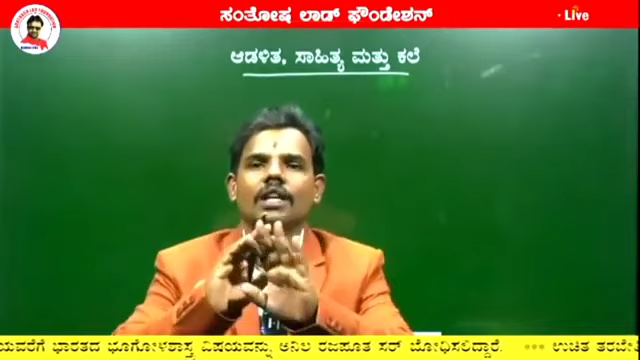 ಸಂತೋಷ ಲಾಡ್ ಫೌಂಡೇಶನ್
Live
ಆಡಳಿತ, ಸಾಹಿತ್ಯ ಮತ್ತು ಕಲೆ
ಯವರೆಗೆ ಭಾರತದ ಭೂಗೋಳಶಾಸ್ತ್ರ ವಿಷಯವನ್ನು ಅನಿಲ ರಜಪೂತ ಸರ್ ಬೋಧಿಸಲಿದ್ದಾರೆ. *** ಉಚಿತ ತರಬೇ